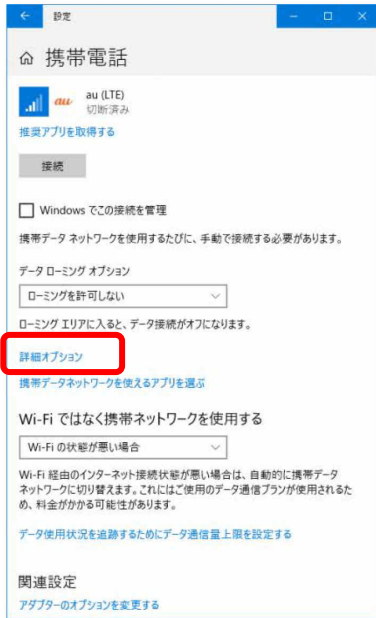 設定
携帯電話
au
au (LTE)
切断済み
推奨アプリを取得する
接続
Windows でこの接続を管理
携帯データ ネットワークを使用するたびに、手動で接続する必要があります。
データ ローミング オプション
ローミングを許可しない
ローミング エリアに入ると、データ接続がオフになります。
詳細オプション
携帯データネットワークを使えるアプリを選ぶ
Wi-Fi ではなく携帯ネットワークを使用する
Wi-Fi の状態が悪い場合
Wi-Fi 経由のインターネット接続状態が悪い場合は、自動的に携帯データ
ネットワークに切り替えます。これにはご使用のデータ通信プランが使用されるた
め、料金がかかる可能性があります。
データ使用状況を追跡するためにデータ通信量上限を設定する
関連設定
アダプターのオプションを変更する